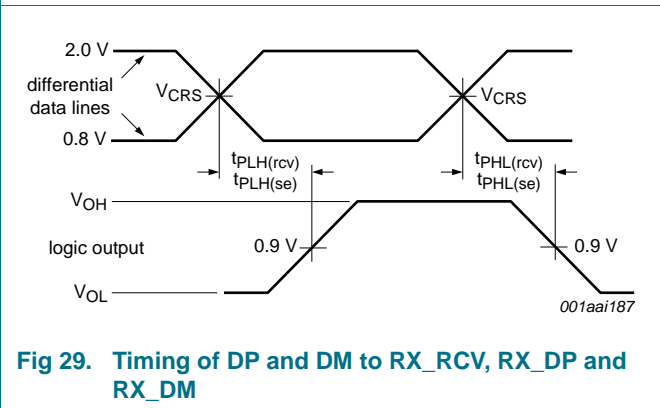 2.0 V
differential
data lines
VCRS
VCRS
0.8 V
tPLH(rcv)
tPLH(se)
tPHL(rcv)
tPHL(se)
VOH
logic output
0.9 V
0.9 V
VOL
001aai187
Fig 29. Timing of DP and DM to RX_RCV, RX_DP and
RX_DM